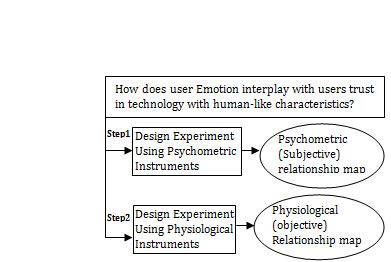 How does user Emotion interplay with users trust
in technology with human-like characteristics?
Step1
Design Experiment
Using Psychometric
Instruments
Psychometric
(Subjective)
relationship map
Step2
Design Experiment
Using Physiological
Instruments
Physiological
(objective)
Relationship map